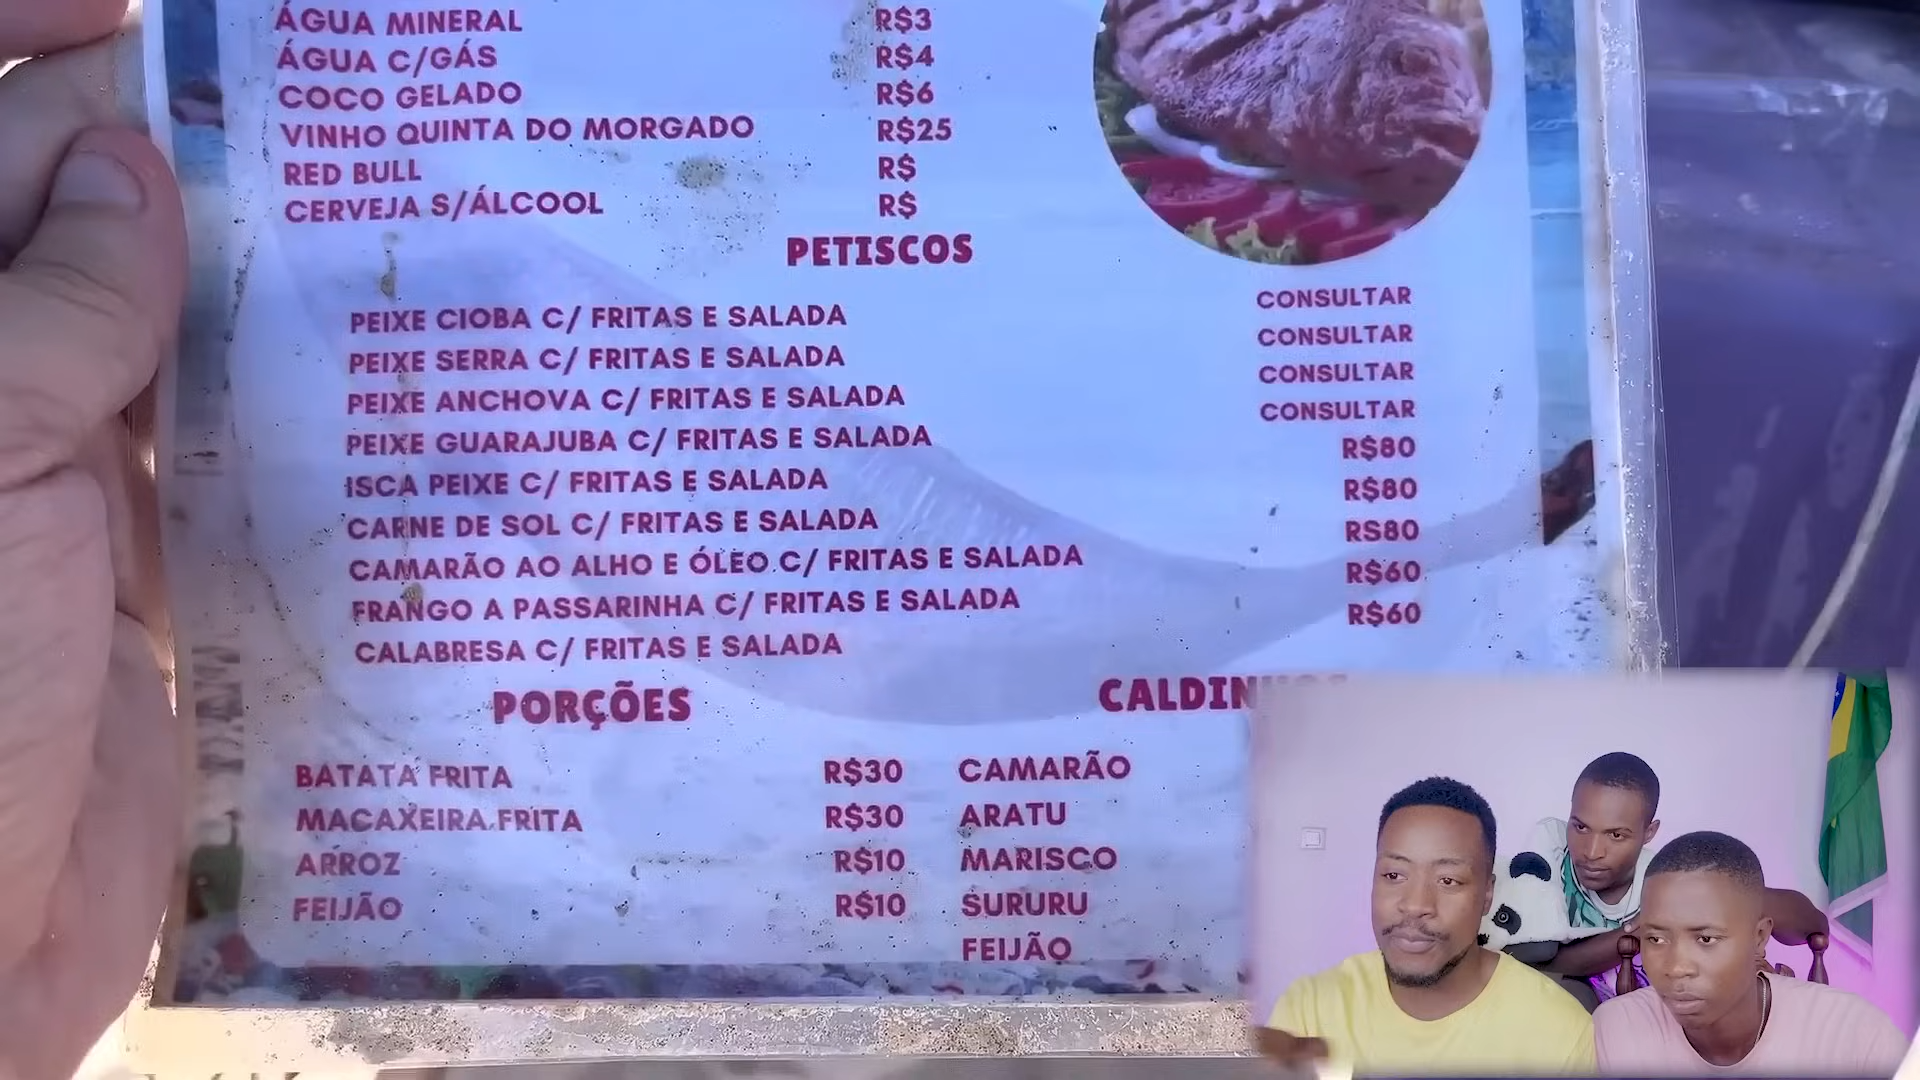 ÁGUA MINERAL R$3
ÁGUA C/GÁS R$4
COCO GELADO R$6
VINHO QUINTA DO MORGADO R$25
RED BULL R$
CERVEJA S/ÁLCOOL R$
PETISCOS
PEIXE CIOBA C/ FRITAS E SALADA CONSULTAR
PEIXE SERRA C/ FRITAS E SALADA CONSULTAR
PEIXE ANCHOVA C/ FRITAS E SALADA CONSULTAR
PEIXE GUARAJUBA C/ FRITAS E SALADA CONSULTAR
ISCA PEIXE C/ FRITAS E SALADA R$80
CARNE DE SOL C/ FRITAS E SALADA R$80
CAMARÃO AO ALHO E ÓLEO C/ FRITAS E SALADA RS80
FRANGO A PASSARINHA C/ FRITAS E SALADA R$60
CALABRESA C/ FRITAS E SALADA R$60
PORÇÕES
BATATA FRITA R$30
MACAXEIRA FRITA R$30
ARROZ R$10
FEIJÃO R$10
CAMARÃO
ARATU
MARISCO
SURURU
FEIJÃO